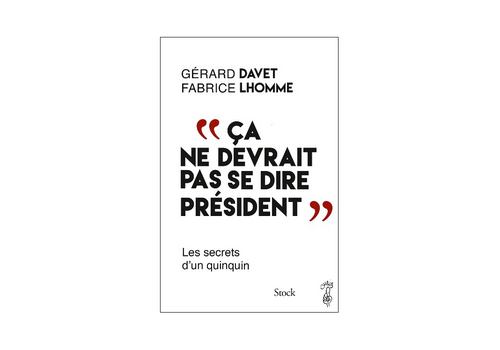 GÉRARD DAVET
FABRICE LHOMME
“ ÇA
NE DEVRAIT
PAS SE DIRE
PRÉSIDENT ”
Les secrets
d'un quinquin
Stock